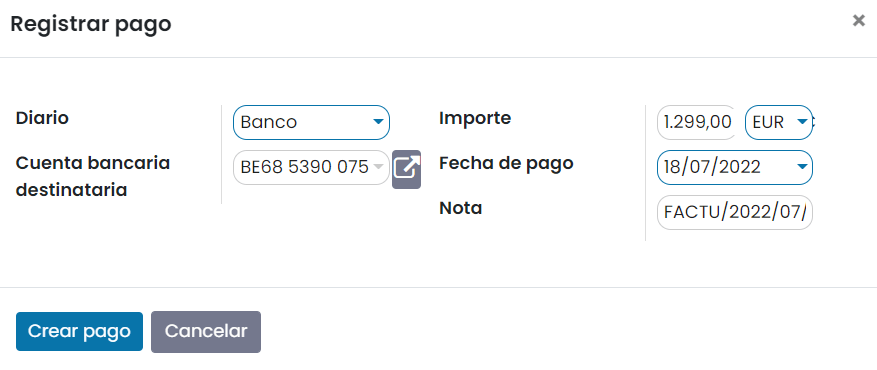 Registrar pago
×
Diario
Banco
Cuenta bancaria
destinataria
BE68 5390 075
Importe
1.299,00
EUR
Fecha de pago
18/07/2022
Nota
FACTU/2022/07/
Crear pago
Cancelar